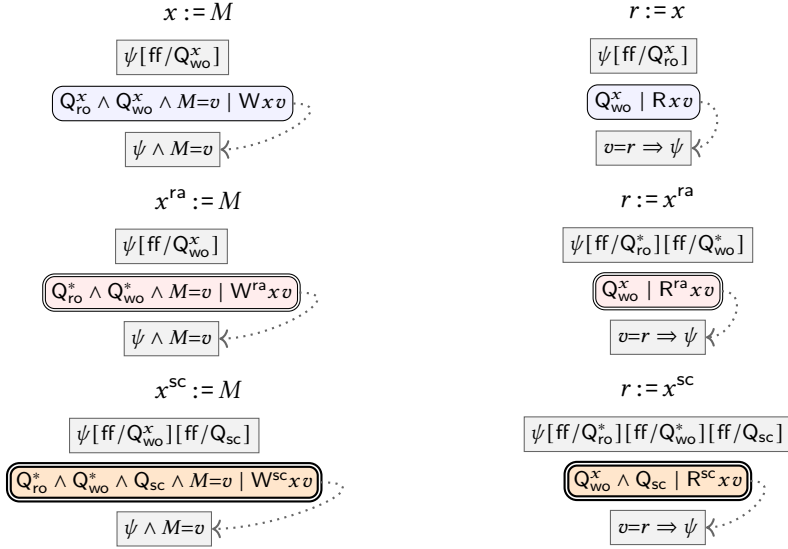 x := M
ψ[ff/Q^x_wo]
Q^x_ro ∧ Q^x_wo ∧ M=v | W x v
ψ ∧ M=v
r := x
ψ[ff/Q^x_ro]
Q^x_wo | R x v
v=r ⇒ ψ
x^ra := M
ψ[ff/Q^x_wo]
Q^*_ro ∧ Q^*_wo ∧ M=v | W^ra x v
ψ ∧ M=v
r := x^ra
ψ[ff/Q^*_ro][ff/Q^*_wo]
Q^x_wo | R^ra x v
v=r ⇒ ψ
x^sc := M
ψ[ff/Q^x_wo][ff/Q_sc]
Q^*_ro ∧ Q^*_wo ∧ Q_sc ∧ M=v | W^sc x v
ψ ∧ M=v
r := x^sc
ψ[ff/Q^*_ro][ff/Q^*_wo][ff/Q_sc]
Q^x_wo ∧ Q_sc | R^sc x v
v=r ⇒ ψ